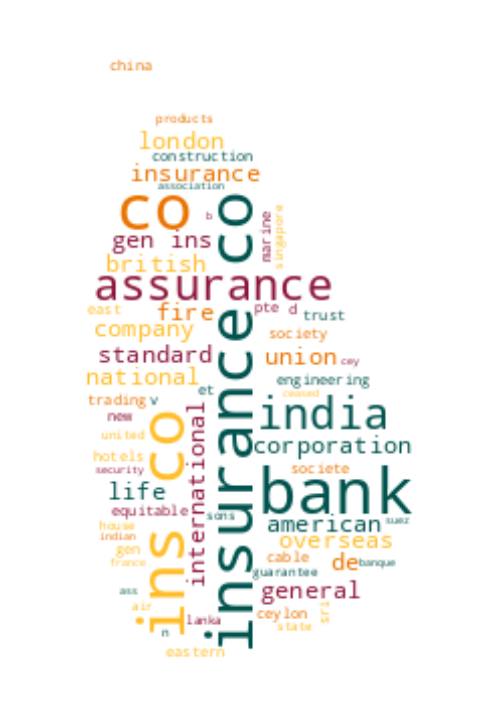 china
products
london
construction
insurance
association
co
b
insurance co
marine
singapore
gen ins
british
assurance
east
fire
pte
d
trust
company
society
standard
union
cey
national
et
engineering
ceased
trading
v
new
ins co
international
india
united
corporation
hotels
security
societe
life
bank
equitable
sons
american
suez
house
indian
overseas
gen
france
cable
de
banque
guarantee
ass
general
air
lanka
ceylon
sri
n
state
eastern